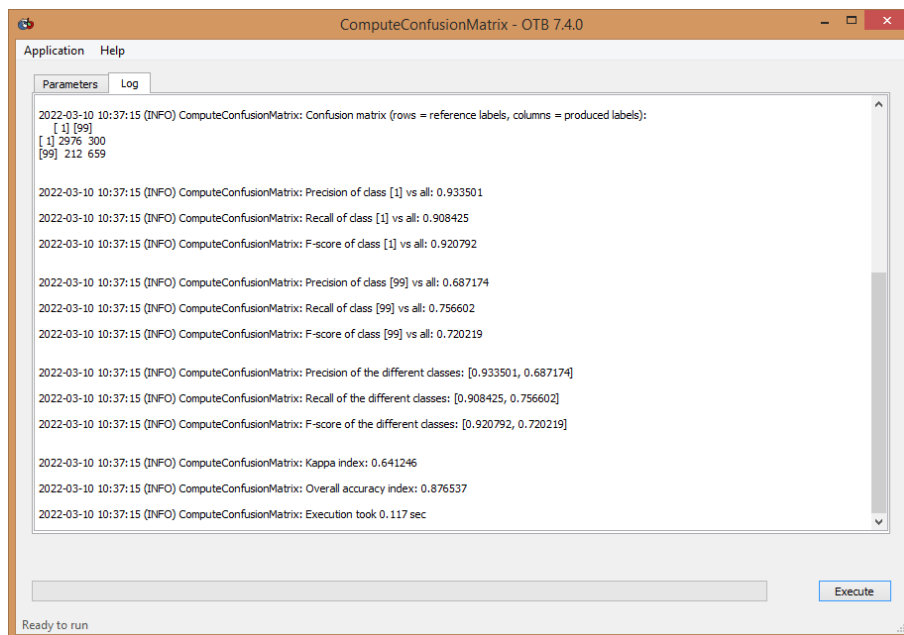 ComputeConfusionMatrix - OTB 7.4.0
Application Help
Parameters Log
2022-03-10 10:37:15 (INFO) ComputeConfusionMatrix: Confusion matrix (rows = reference labels, columns = produced labels):
[ 1] [99]
[ 1] 2976 300
[99] 212 659
2022-03-10 10:37:15 (INFO) ComputeConfusionMatrix: Precision of class [1] vs all: 0.933501
2022-03-10 10:37:15 (INFO) ComputeConfusionMatrix: Recall of class [1] vs all: 0.908425
2022-03-10 10:37:15 (INFO) ComputeConfusionMatrix: F-score of class [1] vs all: 0.920792
2022-03-10 10:37:15 (INFO) ComputeConfusionMatrix: Precision of class [99] vs all: 0.687174
2022-03-10 10:37:15 (INFO) ComputeConfusionMatrix: Recall of class [99] vs all: 0.756602
2022-03-10 10:37:15 (INFO) ComputeConfusionMatrix: F-score of class [99] vs all: 0.720219
2022-03-10 10:37:15 (INFO) ComputeConfusionMatrix: Precision of the different classes: [0.933501, 0.687174]
2022-03-10 10:37:15 (INFO) ComputeConfusionMatrix: Recall of the different classes: [0.908425, 0.756602]
2022-03-10 10:37:15 (INFO) ComputeConfusionMatrix: F-score of the different classes: [0.920792, 0.720219]
2022-03-10 10:37:15 (INFO) ComputeConfusionMatrix: Kappa index: 0.641246
2022-03-10 10:37:15 (INFO) ComputeConfusionMatrix: Overall accuracy index: 0.876537
2022-03-10 10:37:15 (INFO) ComputeConfusionMatrix: Execution took 0.117 sec
Execute
Ready to run